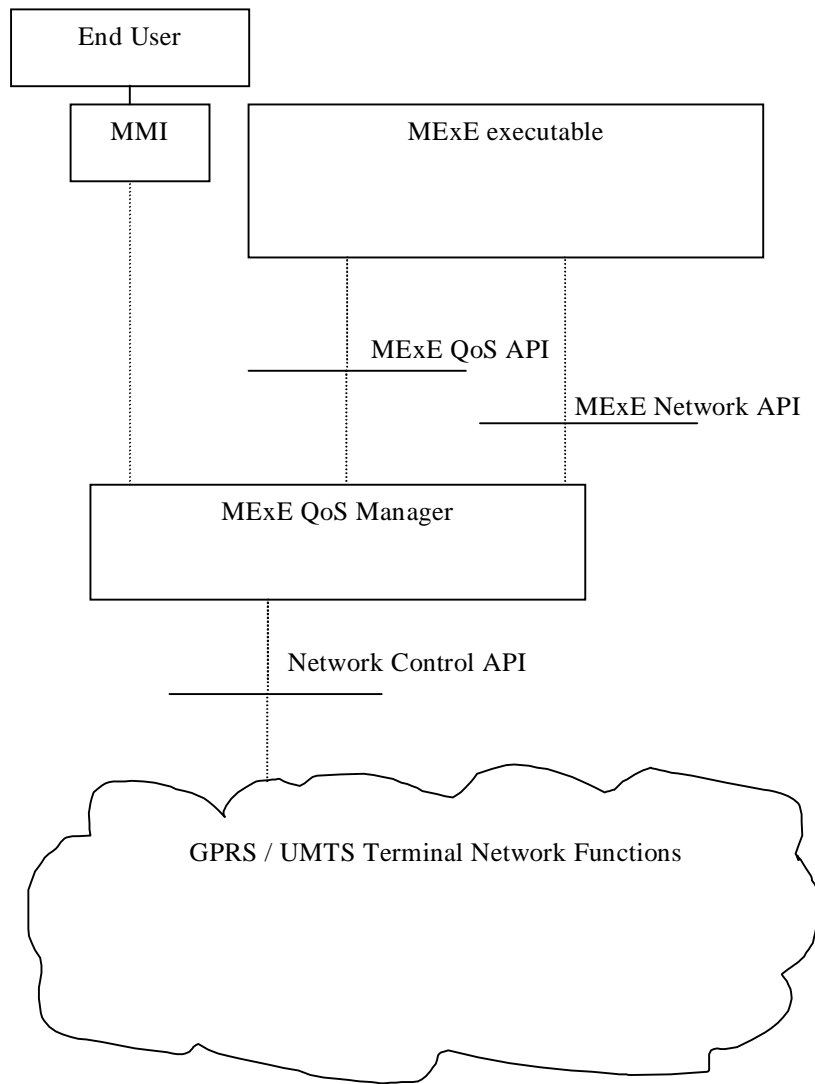 End User
MMI
MExE executable
MExE QoS API
MExE Network API
MExE QoS Manager
Network Control API
GPRS / UMTS Terminal Network Functions